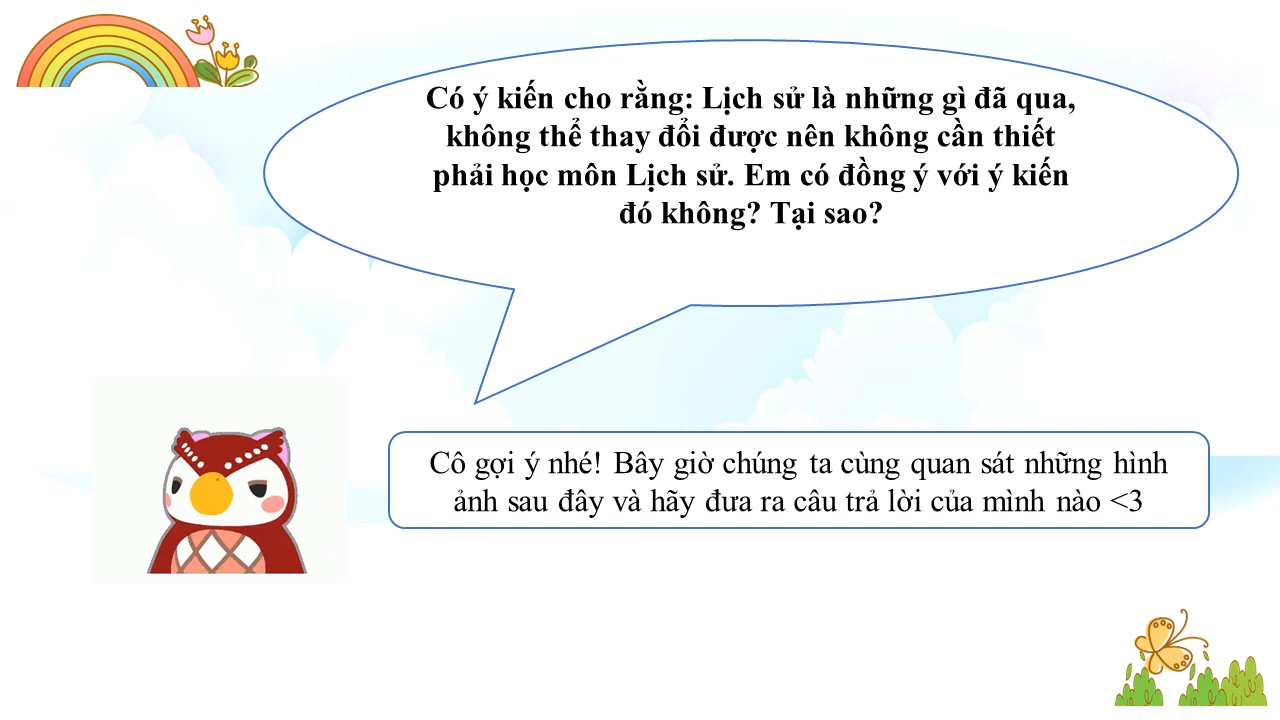 Có ý kiến cho rằng: Lịch sử là những gì đã qua,
không thể thay đổi được nên không cần thiết
phải học môn Lịch sử. Em có đồng ý với ý kiến
đó không? Tại sao?
Cô gợi ý nhé! Bây giờ chúng ta cùng quan sát những hình
ảnh sau đây và hãy đưa ra câu trả lời của mình nào <3